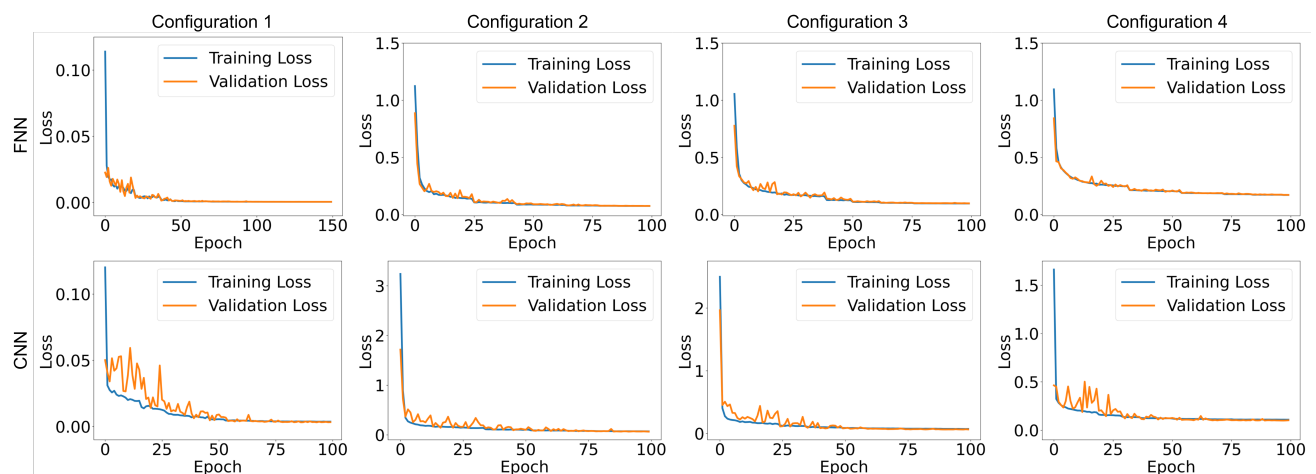 Configuration 1 Configuration 2 Configuration 3 Configuration 4
FNN
Loss
0.10
0.05
0.00
Training Loss
Validation Loss
0 50 100 150
Epoch
Loss
1.5
1.0
0.5
0.0
Training Loss
Validation Loss
0 25 50 75 100
Epoch
Loss
1.5
1.0
0.5
0.0
Training Loss
Validation Loss
0 25 50 75 100
Epoch
Loss
1.5
1.0
0.5
0.0
Training Loss
Validation Loss
0 25 50 75 100
Epoch
CNN
Loss
0.10
0.05
0.00
Training Loss
Validation Loss
0 25 50 75 100
Epoch
Loss
3
2
1
0
Training Loss
Validation Loss
0 25 50 75 100
Epoch
Loss
2
1
0
Training Loss
Validation Loss
0 25 50 75 100
Epoch
Loss
1.5
1.0
0.5
0.0
Training Loss
Validation Loss
0 25 50 75 100
Epoch